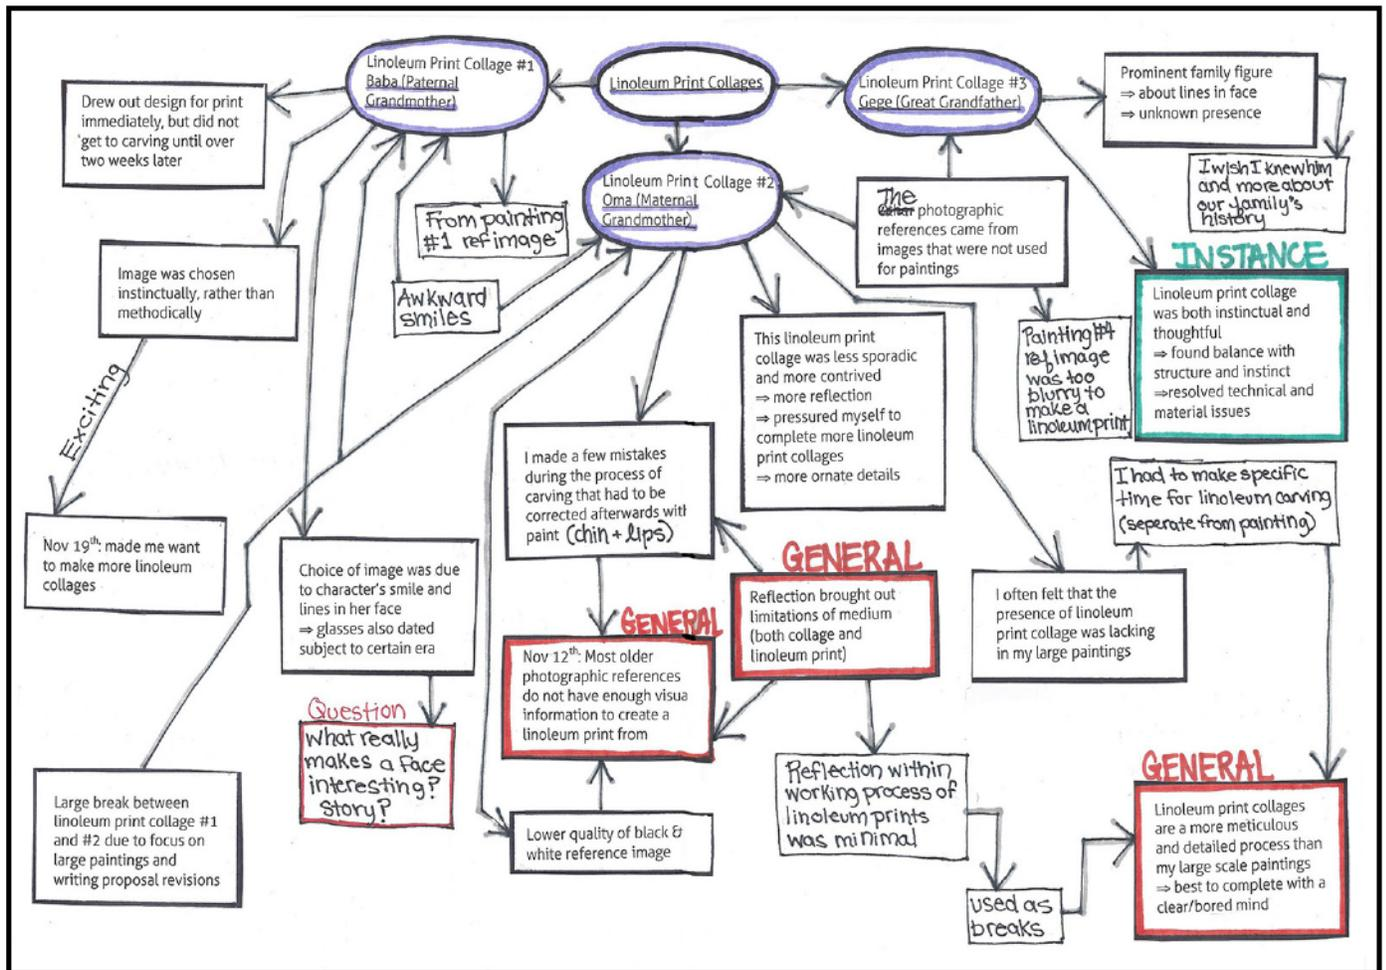 Linoleum Print Collage #1
Baba (Paternal
Grandmother)
Linoleum Print Collages
Linoleum Print Collage #3
Gege (Great Grandfather)
Prominent family figure
⇒ about lines in face
⇒ unknown presence
Drew out design for print
immediately, but did not
get to carving until over
two weeks later
I wish I knew him
and more about
our family's
history
Linoleum Print Collage #2
Oma (Maternal
Grandmother)
The
photographic
references came from
images that were not used
for paintings
From painting
#1 ref image
Image was chosen
instinctually, rather than
methodically
Awkward
smiles
INSTANCE
Linoleum print collage
was both instinctual and
thoughtful
⇒ found balance with
structure and instinct
⇒resolved technical and
material issues
Painting #4
ref image
was too
blurry to
make a
linoleum print
This linoleum print
collage was less sporadic
and more contrived
⇒ more reflection
⇒ pressured myself to
complete more linoleum
print collages
⇒ more ornate details
Exciting
I made a few mistakes
during the process of
carving that had to be
corrected afterwards with
paint (chin + lips)
I had to make specific
time for linoleum carving
(seperate from painting)
Nov 19th: made me want
to make more linoleum
collages
Choice of image was due
to character's smile and
lines in her face
⇒ glasses also dated
subject to certain era
GENERAL
Reflection brought out
limitations of medium
(both collage and
linoleum print)
I often felt that the
presence of linoleum
print collage was lacking
in my large paintings
GENERAL
Nov 12th: Most older
photographic references
do not have enough visua
information to create a
linoleum print from
Question
What really
makes a face
interesting?
Story?
Large break between
linoleum print collage #1
and #2 due to focus on
large paintings and
writing proposal revisions
Lower quality of black &
white reference image
Reflection within
working process of
linoleum prints
was minimal
used as
breaks
GENERAL
Linoleum print collages
are a more meticulous
and detailed process than
my large scale paintings
⇒ best to complete with a
clear/bored mind